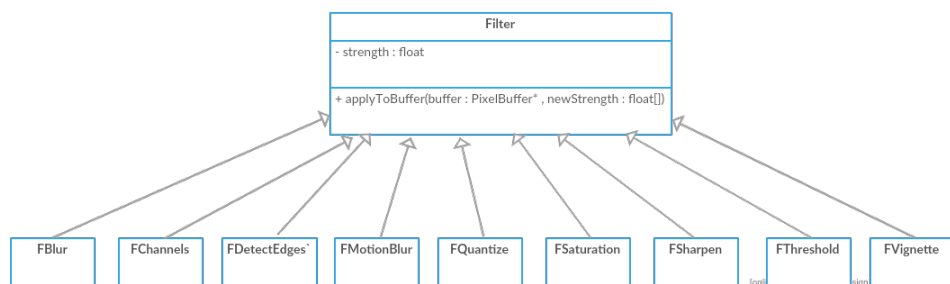 Filter
- strength : float
+ applyToBuffer(buffer : PixelBuffer* , newStrength : float[])
FBlur
FChannels
FDetectEdges`
FMotionBlur
FQuantize
FSaturation
FSharpen
FThreshold
FVignette